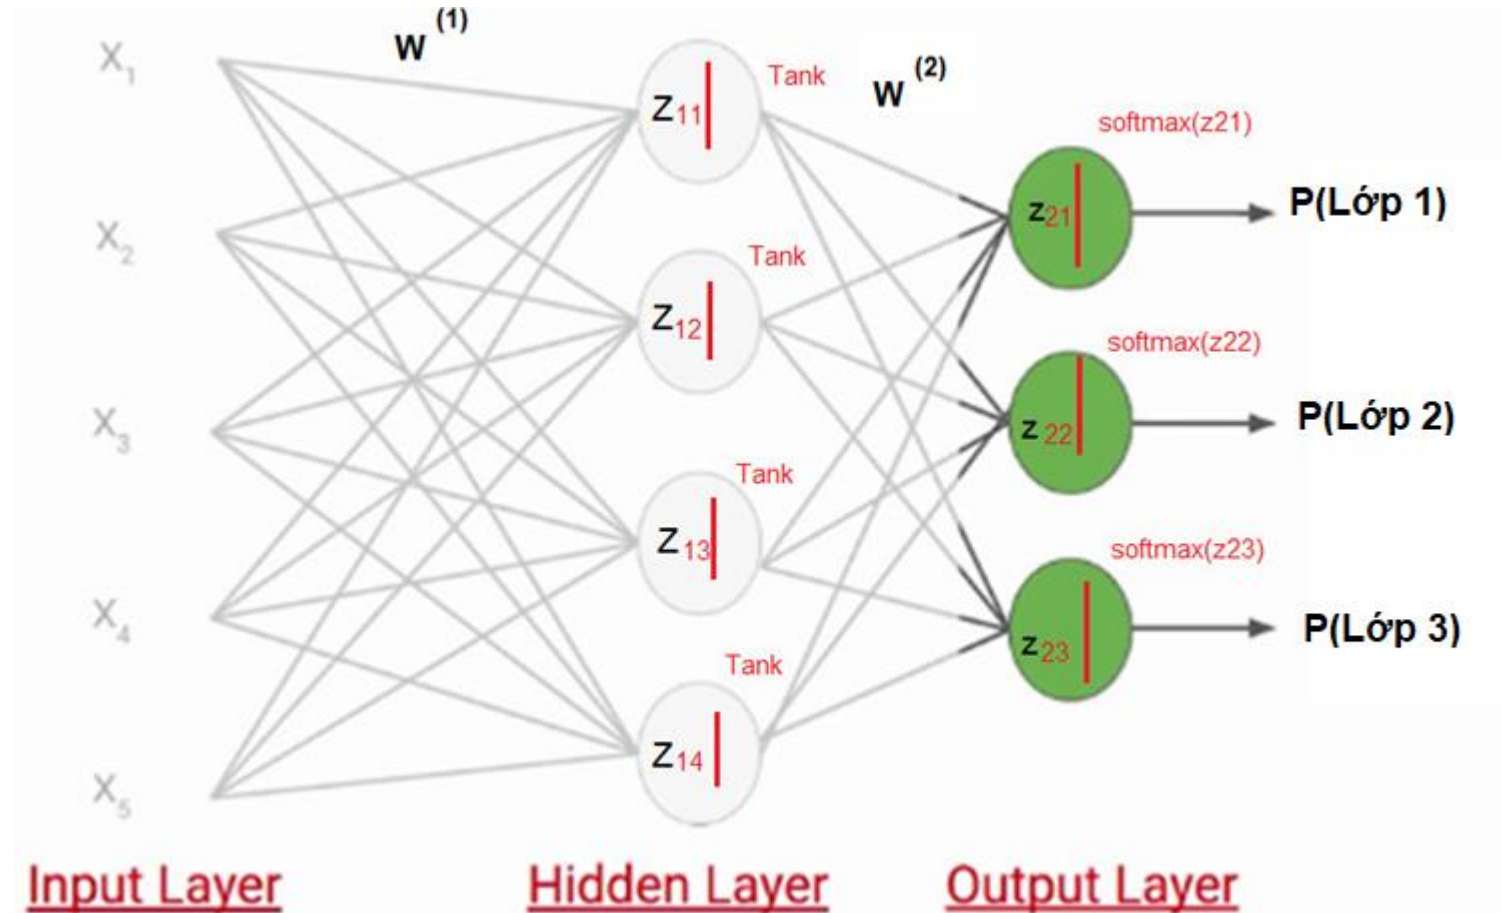 X1
X2
X3
X4
X5
W (1)
Z11
Z12
Z13
Z14
Tank
Tank
Tank
Tank
W (2)
softmax(z21)
z21
P(Lớp 1)
softmax(z22)
z 22
P(Lớp 2)
softmax(z23)
z23
P(Lớp 3)
Input Layer
Hidden Layer
Output Layer